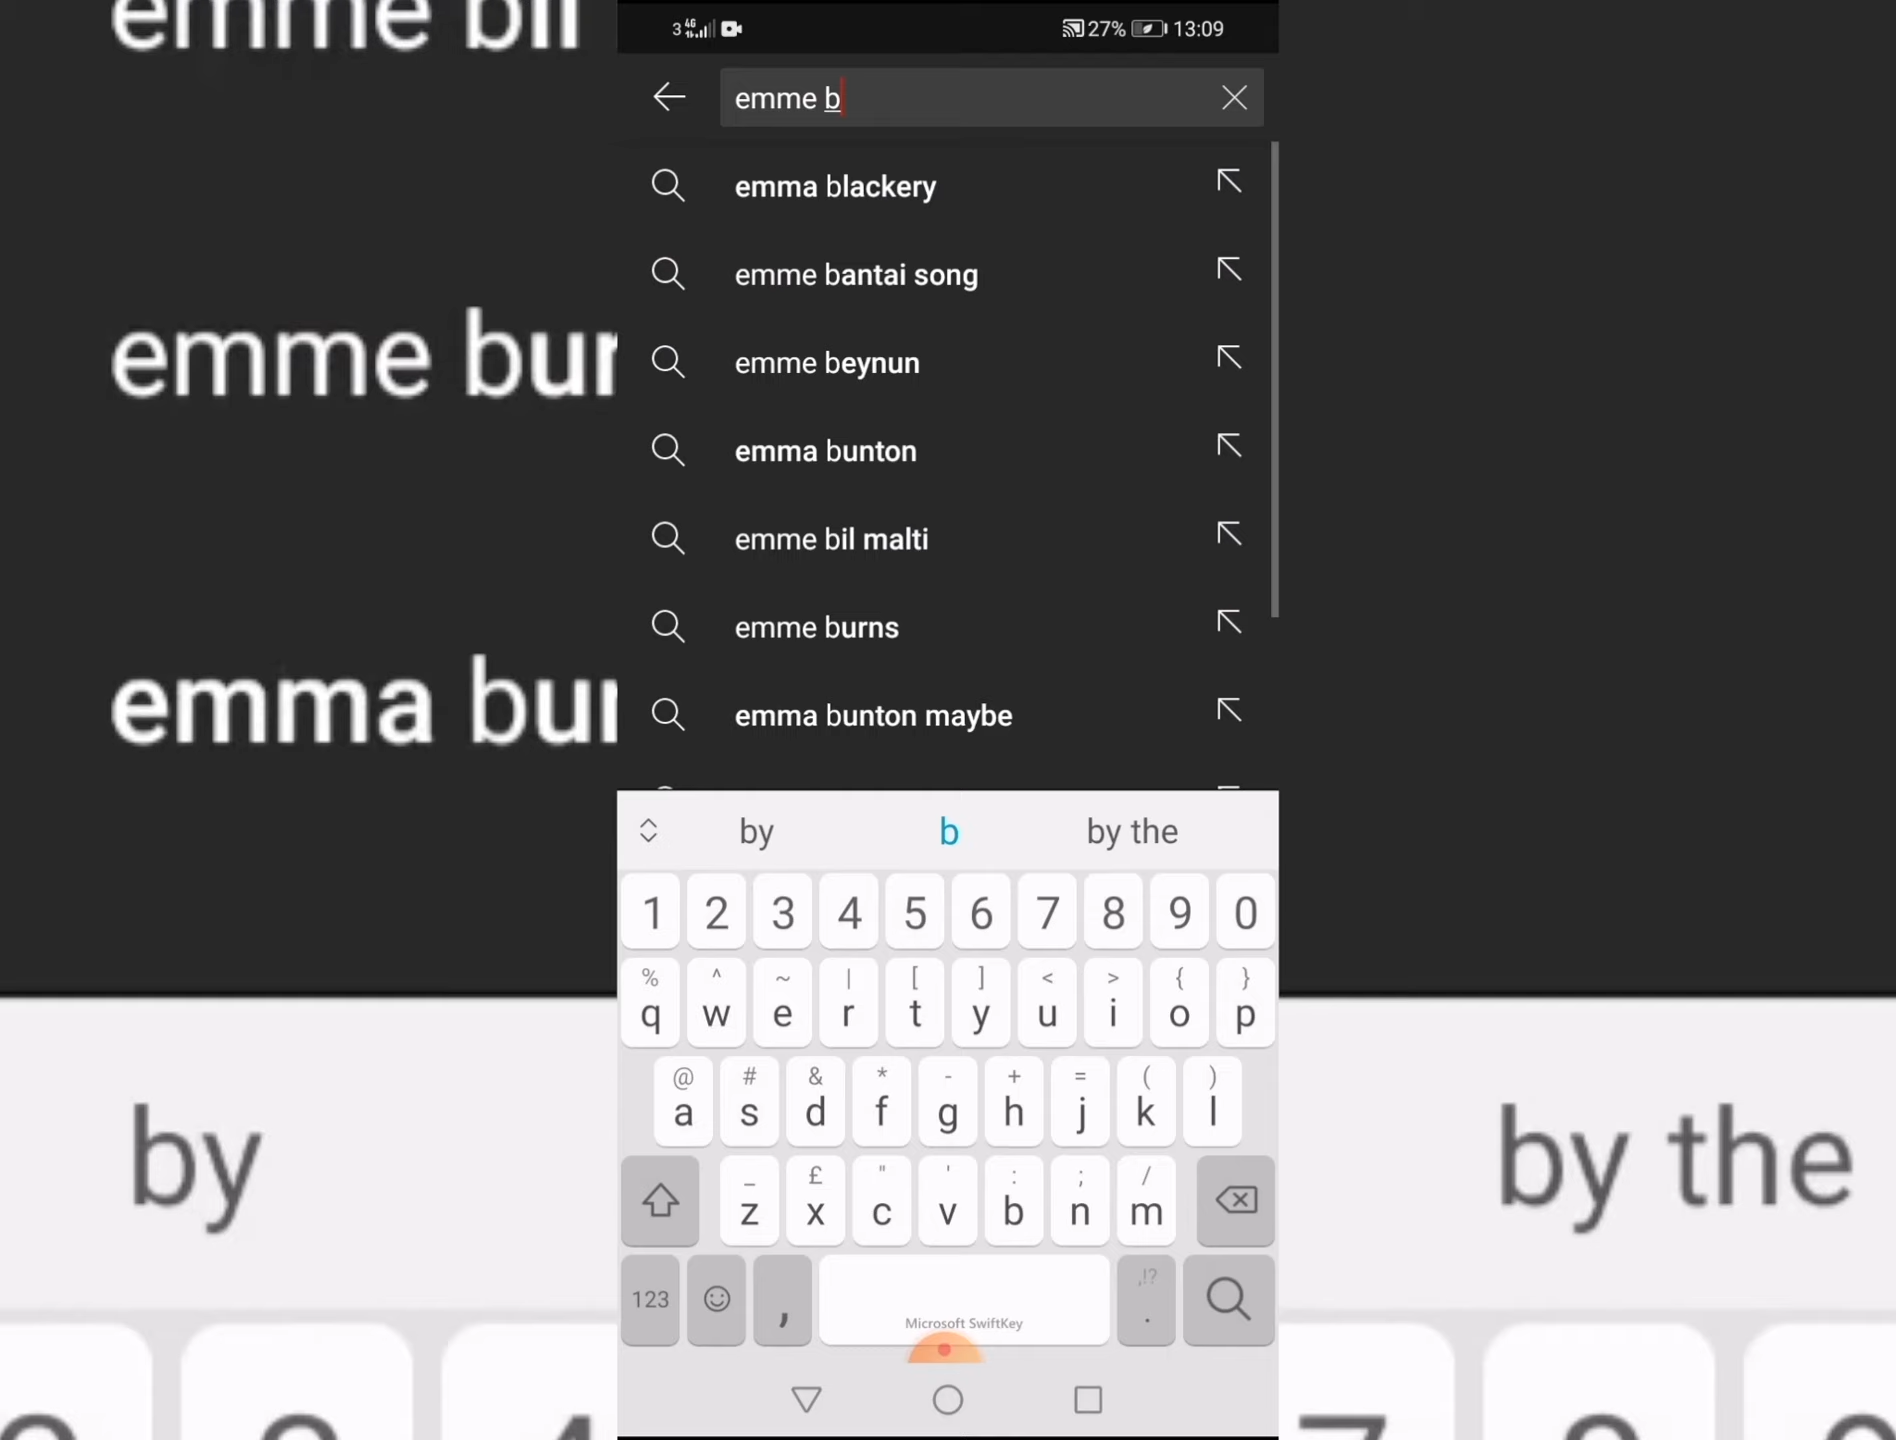 emme bil
emme bur
emma bur
by
by the
3 4G 27% 13:09
emme b
emma blackery
emme bantai song
emme beynun
emma bunton
emme bil malti
emme burns
emma bunton maybe
by b by the
1 2 3 4 5 6 7 8 9 0
% ^ ~ | [ ] < > { }
q w e r t y u i o p
@ # & * - + = ( )
a s d f g h j k l
_ £ " ' : ; /
z x c v b n m
123 , ,!? .
Microsoft SwiftKey